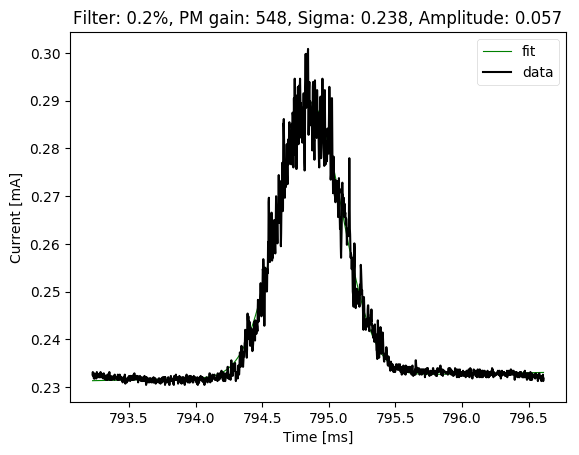 Filter: 0.2%, PM gain: 548, Sigma: 0.238, Amplitude: 0.057
fit
data
0.30
0.29
0.28
0.27
0.26
0.25
0.24
0.23
Current [mA]
793.5 794.0 794.5 795.0 795.5 796.0 796.5
Time [ms]